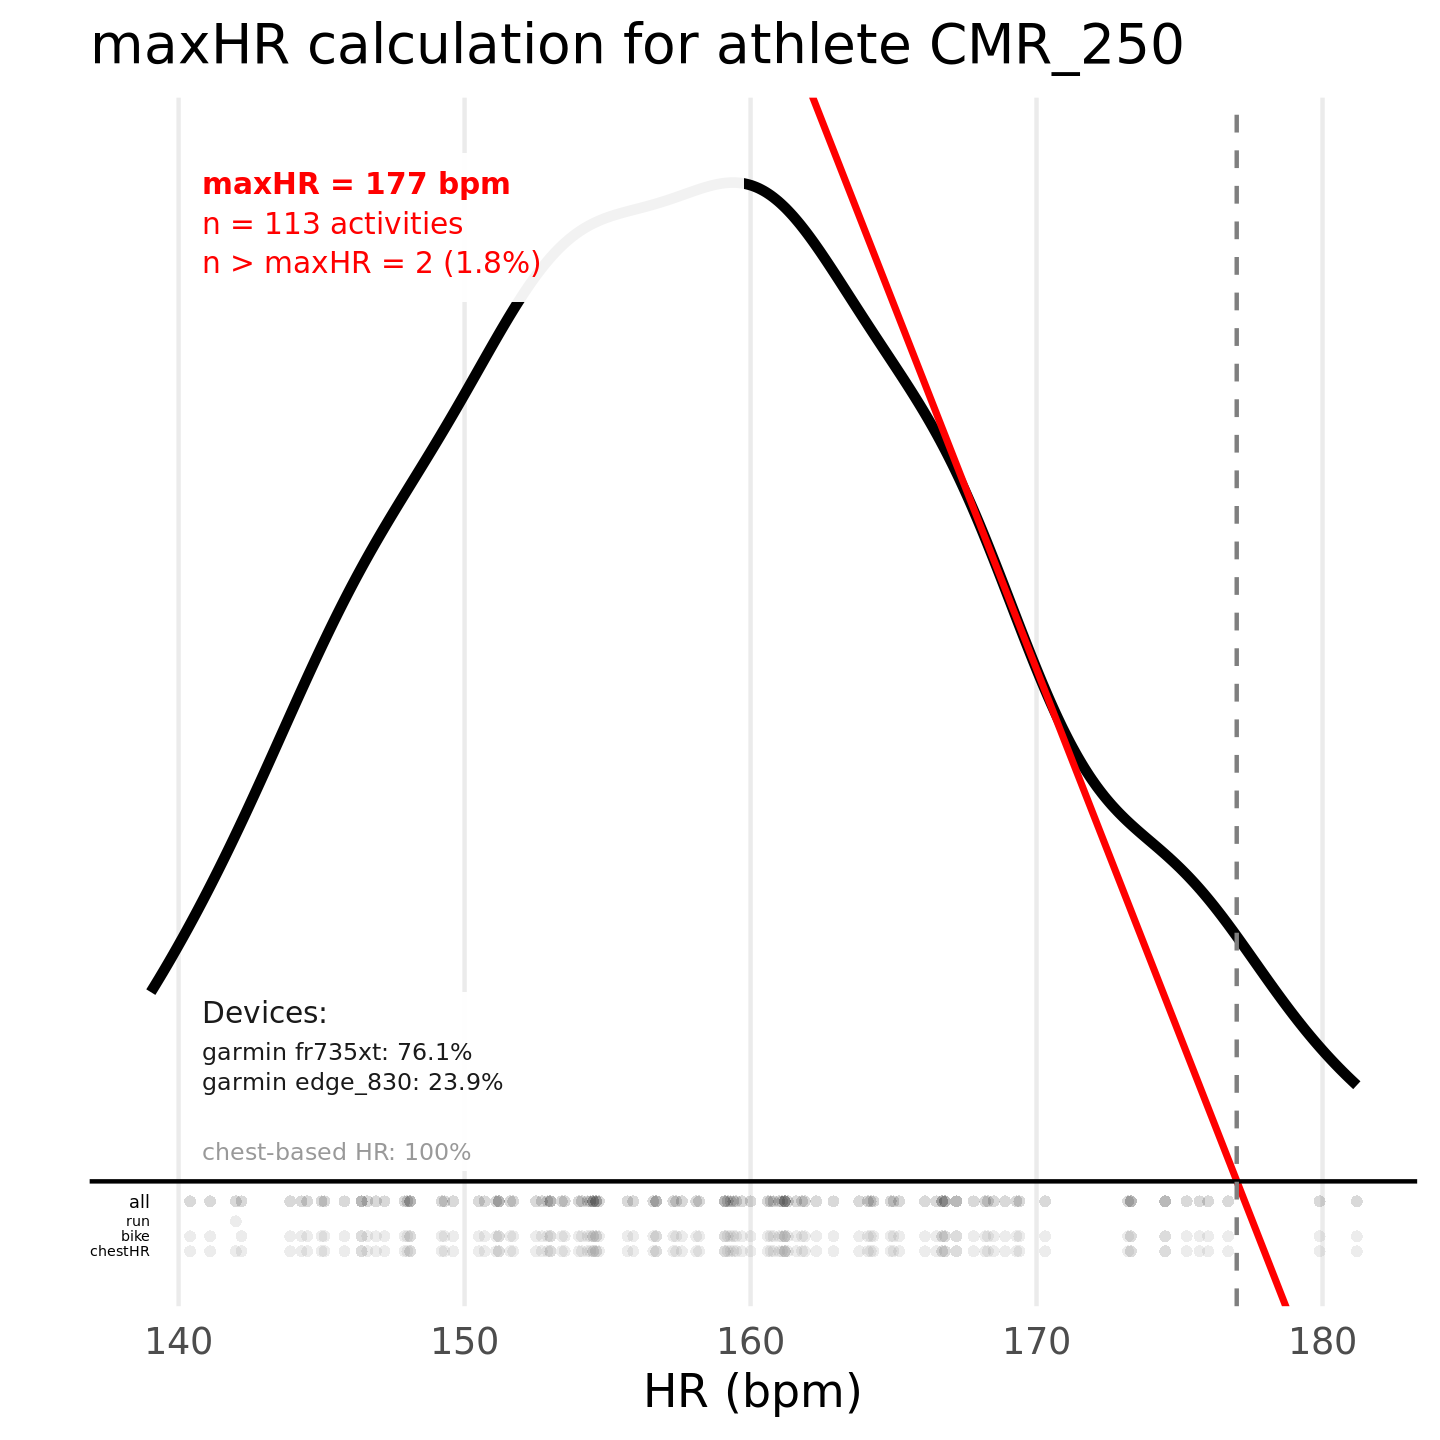 maxHR calculation for athlete CMR_250
maxHR = 177 bpm
n = 113 activities
n > maxHR = 2 (1.8%)
Devices:
garmin fr735xt: 76.1%
garmin edge_830: 23.9%
chest-based HR: 100%
all
run
bike
chestHR
140 150 160 170 180
HR (bpm)